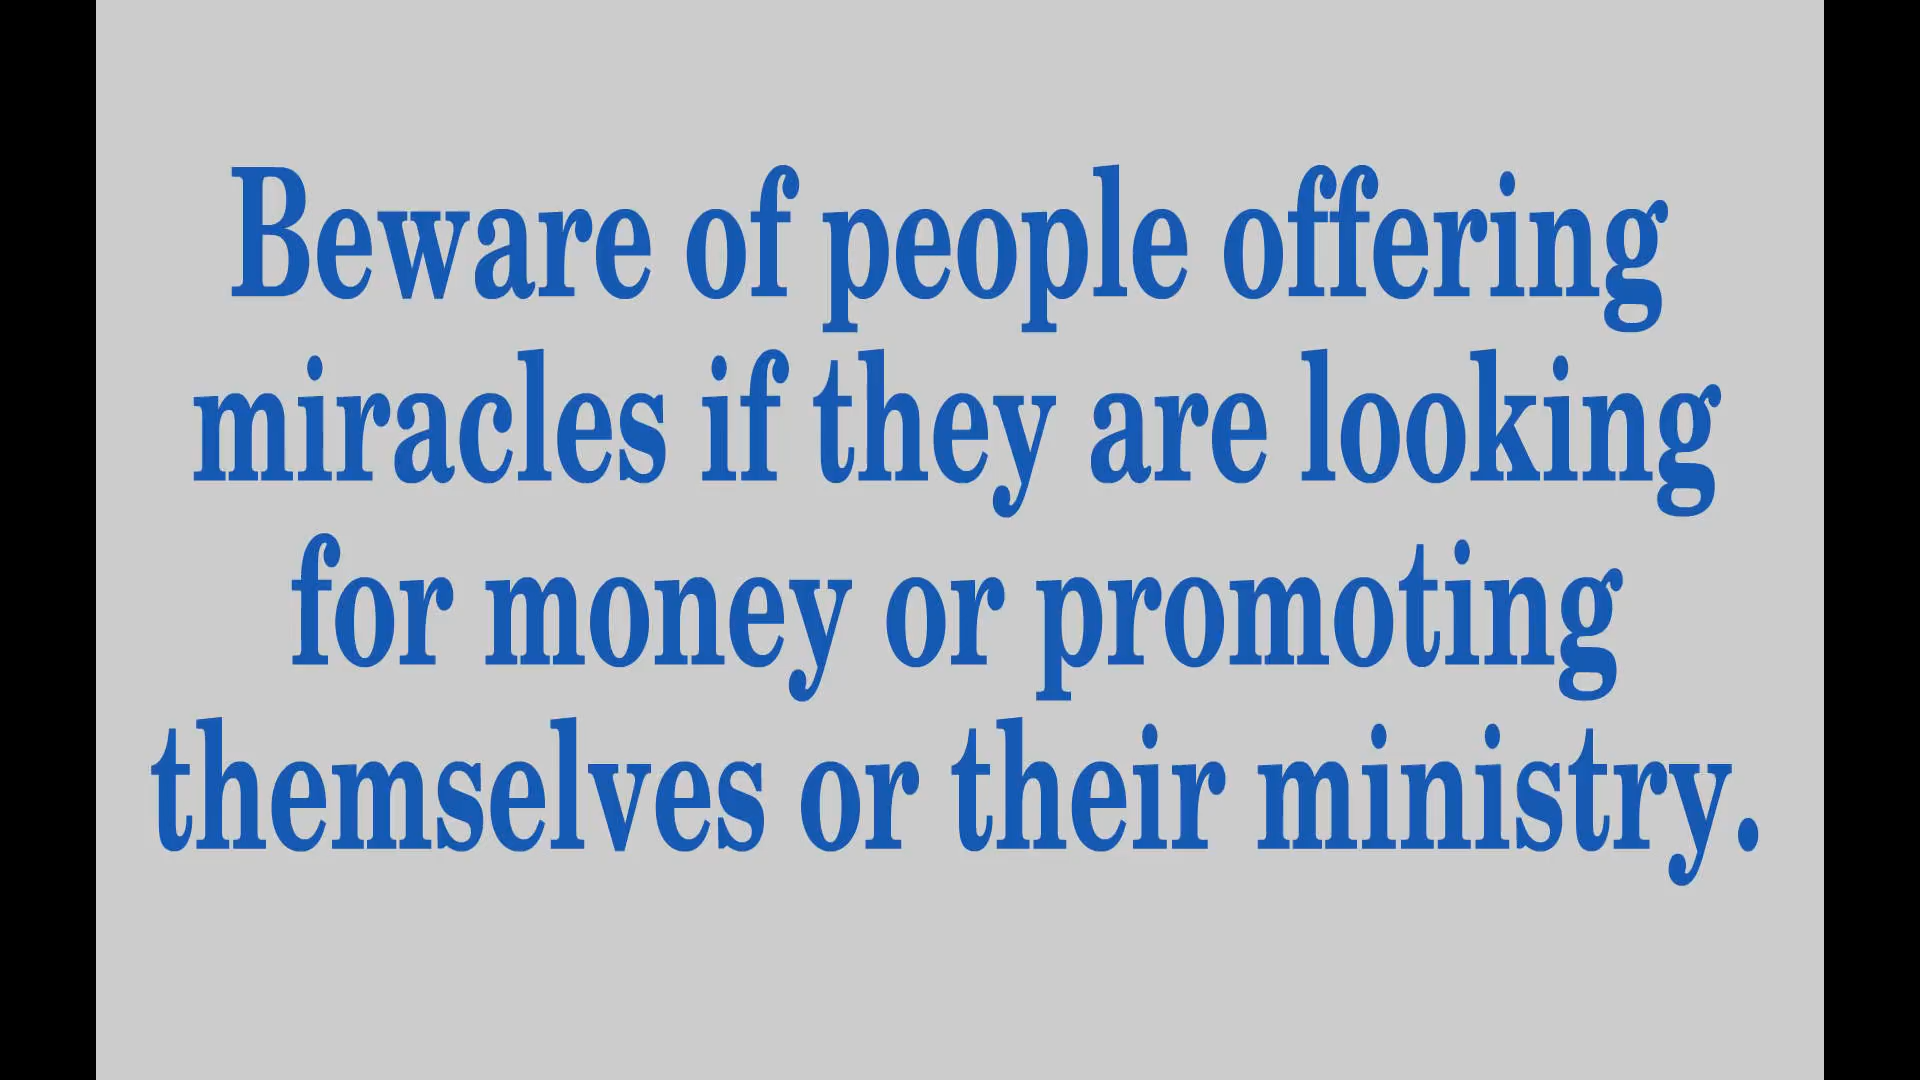 Beware of people offering
miracles if they are looking
for money or promoting
themselves or their ministry.